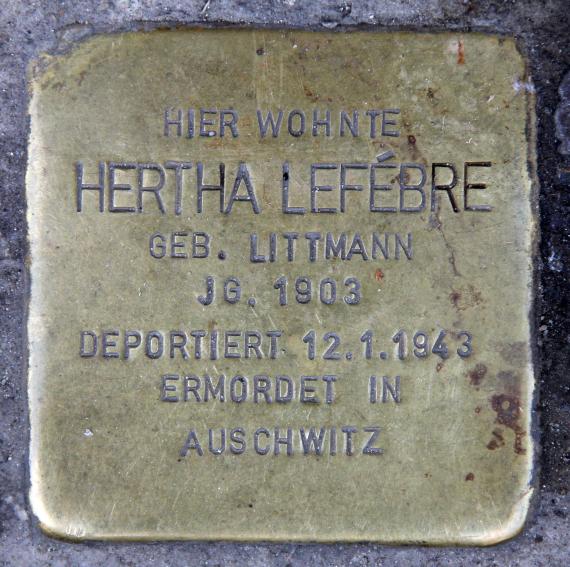 HIER WOHNTE
HERTHA LEFÉBRE
GEB. LITTMANN
JG. 1903
DEPORTIERT 12.1.1943
ERMORDET IN
AUSCHWITZ